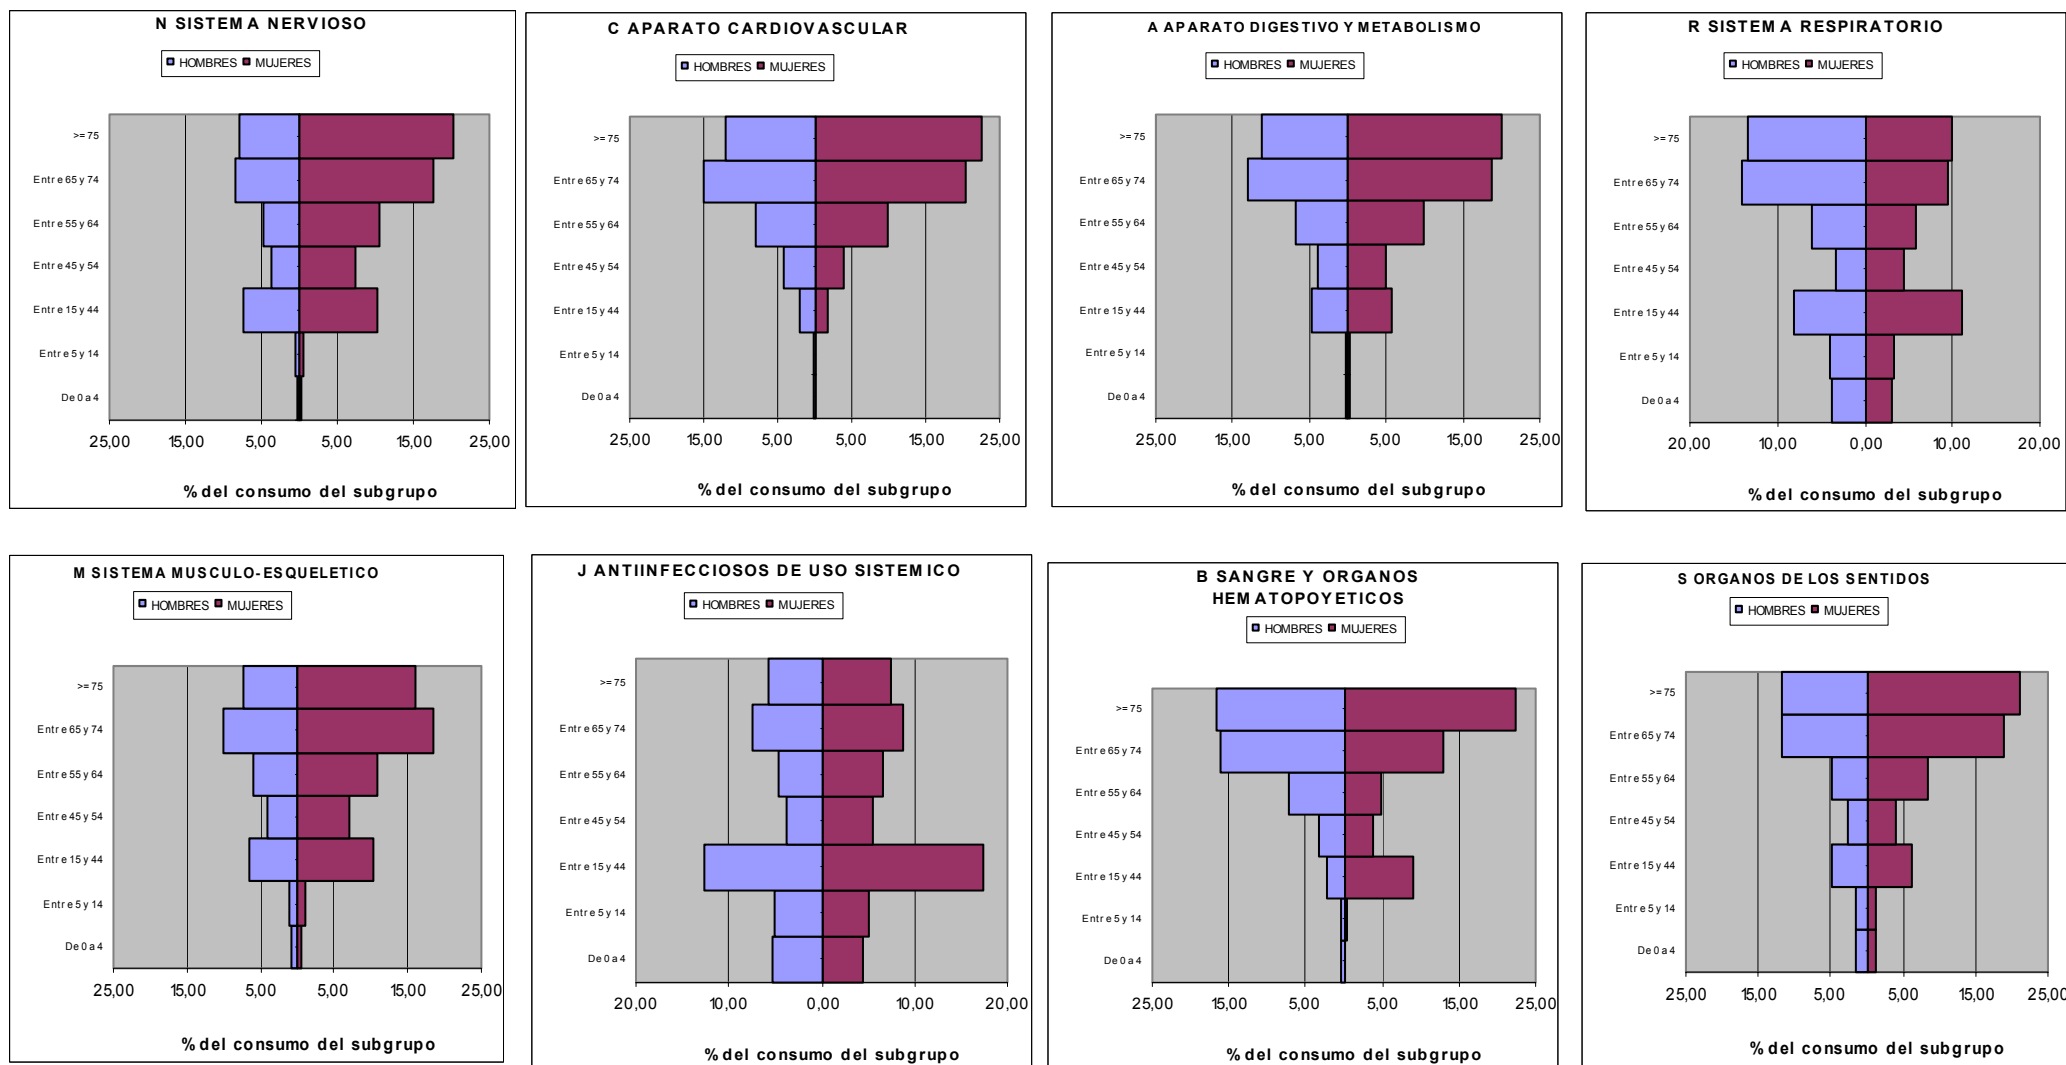 N SISTEMA NERVIOSO
HOMBRES MUJERES
>= 75
Entre 65 y 74
Entre 55 y 64
Entre 45 y 54
Entre 15 y 44
Entre 5 y 14
De 0 a 4
25,00 15,00 5,00 5,00 15,00 25,00
% del consumo del subgrupo
C APARATO CARDIOVASCULAR
HOMBRES MUJERES
>= 75
Entre 65 y 74
Entre 55 y 64
Entre 45 y 54
Entre 15 y 44
Entre 5 y 14
De 0 a 4
25,00 15,00 5,00 5,00 15,00 25,00
% del consumo del subgrupo
A APARATO DIGESTIVO Y METABOLISMO
HOMBRES MUJERES
>= 75
Entre 65 y 74
Entre 55 y 64
Entre 45 y 54
Entre 15 y 44
Entre 5 y 14
De 0 a 4
25,00 15,00 5,00 5,00 15,00 25,00
% del consumo del subgrupo
R SISTEMA RESPIRATORIO
HOMBRES MUJERES
>= 75
Entre 65 y 74
Entre 55 y 64
Entre 45 y 54
Entre 15 y 44
Entre 5 y 14
De 0 a 4
20,00 10,00 0,00 10,00 20,00
% del consumo del subgrupo
M SISTEMA MUSCULO-ESQUELETICO
HOMBRES MUJERES
>= 75
Entre 65 y 74
Entre 55 y 64
Entre 45 y 54
Entre 15 y 44
Entre 5 y 14
De 0 a 4
25,00 15,00 5,00 5,00 15,00 25,00
% del consumo del subgrupo
J ANTIINFECCIOSOS DE USO SISTEMICO
HOMBRES MUJERES
>= 75
Entre 65 y 74
Entre 55 y 64
Entre 45 y 54
Entre 15 y 44
Entre 5 y 14
De 0 a 4
20,00 10,00 0,00 10,00 20,00
% del consumo del subgrupo
B SANGRE Y ORGANOS
HEMATOPOYETICOS
HOMBRES MUJERES
>= 75
Entre 65 y 74
Entre 55 y 64
Entre 45 y 54
Entre 15 y 44
Entre 5 y 14
De 0 a 4
25,00 15,00 5,00 5,00 15,00 25,00
% del consumo del subgrupo
S ORGANOS DE LOS SENTIDOS
HOMBRES MUJERES
>= 75
Entre 65 y 74
Entre 55 y 64
Entre 45 y 54
Entre 15 y 44
Entre 5 y 14
De 0 a 4
25,00 15,00 5,00 5,00 15,00 25,00
% del consumo del subgrupo